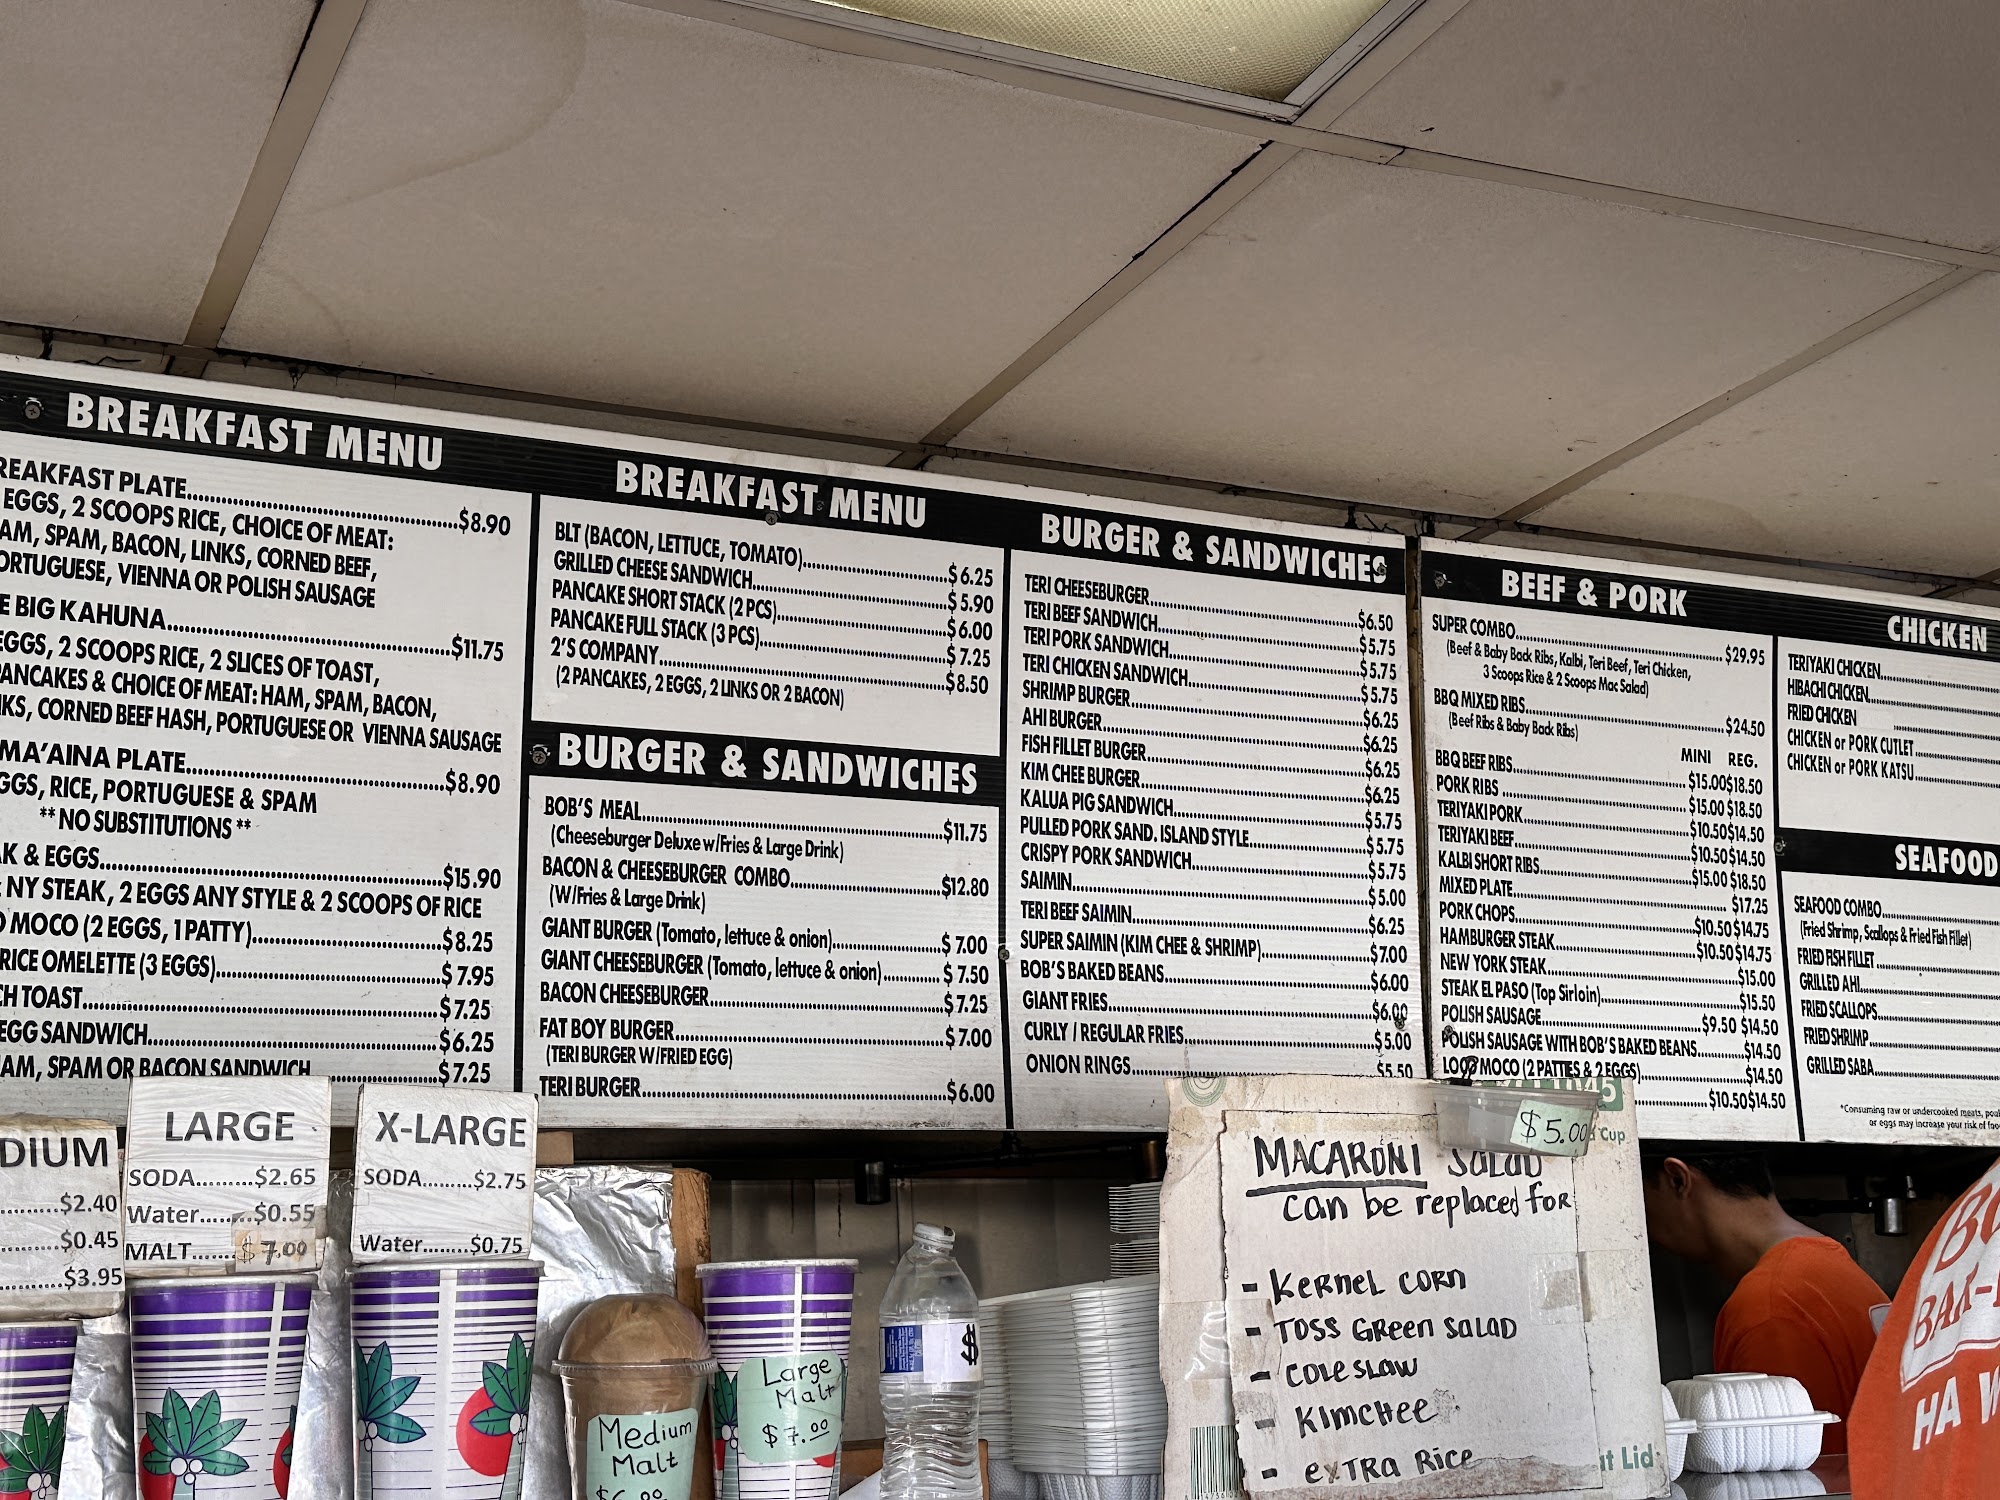 BREAKFAST MENU
REAKFAST PLATE $8.90
EGGS, 2 SCOOPS RICE, CHOICE OF MEAT:
AM, SPAM, BACON, LINKS, CORNED BEEF,
ORTUGUESE, VIENNA OR POLISH SAUSAGE
E BIG KAHUNA $11.75
EGGS, 2 SCOOPS RICE, 2 SLICES OF TOAST,
PANCAKES & CHOICE OF MEAT: HAM, SPAM, BACON,
KS, CORNED BEEF HASH, PORTUGUESE OR VIENNA SAUSAGE
MA'AINA PLATE $8.90
GGS, RICE, PORTUGUESE & SPAM
** NO SUBSTITUTIONS **
K & EGGS $15.90
NY STEAK, 2 EGGS ANY STYLE & 2 SCOOPS OF RICE
O MOCO (2 EGGS, 1 PATTY) $8.25
RICE OMELETTE (3 EGGS) $7.95
CH TOAST $7.25
EGG SANDWICH $6.25
AM, SPAM OR BACON SANDWICH $7.25
BREAKFAST MENU
BLT (BACON, LETTUCE, TOMATO) $6.25
GRILLED CHEESE SANDWICH $5.90
PANCAKE SHORT STACK (2 PCS) $6.00
PANCAKE FULL STACK (3 PCS) $7.25
2'S COMPANY $8.50
(2 PANCAKES, 2 EGGS, 2 LINKS OR 2 BACON)
BURGER & SANDWICHES
BOB'S MEAL $11.75
(Cheeseburger Deluxe w/Fries & Large Drink)
BACON & CHEESEBURGER COMBO $12.80
(W/Fries & Large Drink)
GIANT BURGER (Tomato, lettuce & onion) $7.00
GIANT CHEESEBURGER (Tomato, lettuce & onion) $7.50
BACON CHEESEBURGER $7.25
FAT BOY BURGER $7.00
(TERI BURGER W/FRIED EGG)
TERI BURGER $6.00
BURGER & SANDWICHES
TERI CHEESEBURGER $6.50
TERI BEEF SANDWICH $5.75
TERI PORK SANDWICH $5.75
TERI CHICKEN SANDWICH $5.75
SHRIMP BURGER $6.25
AHI BURGER $6.25
FISH FILLET BURGER $6.25
KIM CHEE BURGER $6.25
KALUA PIG SANDWICH $5.75
PULLED PORK SAND. ISLAND STYLE $5.75
CRISPY PORK SANDWICH $5.75
SAIMIN $5.00
TERI BEEF SAIMIN $6.25
SUPER SAIMIN (KIM CHEE & SHRIMP) $7.00
BOB'S BAKED BEANS $6.00
GIANT FRIES $6.00
CURLY / REGULAR FRIES $5.00
ONION RINGS $5.50
BEEF & PORK
SUPER COMBO $29.95
(Beef & Baby Back Ribs, Kalbi, Teri Beef, Teri Chicken,
3 Scoops Rice & 2 Scoops Mac Salad)
BBQ MIXED RIBS $24.50
(Beef Ribs & Baby Back Ribs)
MINI REG.
BBQ BEEF RIBS $15.00 $18.50
PORK RIBS $15.00 $18.50
TERIYAKI PORK $10.50 $14.50
TERIYAKI BEEF $10.50 $14.50
KALBI SHORT RIBS $15.00 $18.50
MIXED PLATE $17.25
PORK CHOPS $10.50 $14.75
HAMBURGER STEAK $10.50 $14.75
NEW YORK STEAK $15.00
STEAK EL PASO (Top Sirloin) $15.50
POLISH SAUSAGE $9.50 $14.50
POLISH SAUSAGE WITH BOB'S BAKED BEANS $14.50
LOCO MOCO (2 PATTIES & 2 EGGS) $14.50
$10.50 $14.50
CHICKEN
TERIYAKI CHICKEN
HIBACHI CHICKEN
FRIED CHICKEN
CHICKEN or PORK CUTLET
CHICKEN or PORK KATSU
SEAFOOD
SEAFOOD COMBO
(Fried Shrimp, Scallops & Fried Fish Fillet)
FRIED FISH FILLET
GRILLED AHI
FRIED SCALLOPS
FRIED SHRIMP
GRILLED SABA
*Consuming raw or undercooked meats, poul
or eggs may increase your risk of foo
DIUM
$2.40
$0.45
$3.95
LARGE
SODA $2.65
Water $0.55
MALT $7.00
X-LARGE
SODA $2.75
Water $0.75
Medium
Malt
Large
Malt
$7.00
$
$5.00
Cup
MACARONI SALAD
can be replaced for
- KERNEL CORN
- TOSS GREEN SALAD
- COLESLAW
- KIMCHEE
- EXTRA RICE
at Lid
BO
BAR-
HAW